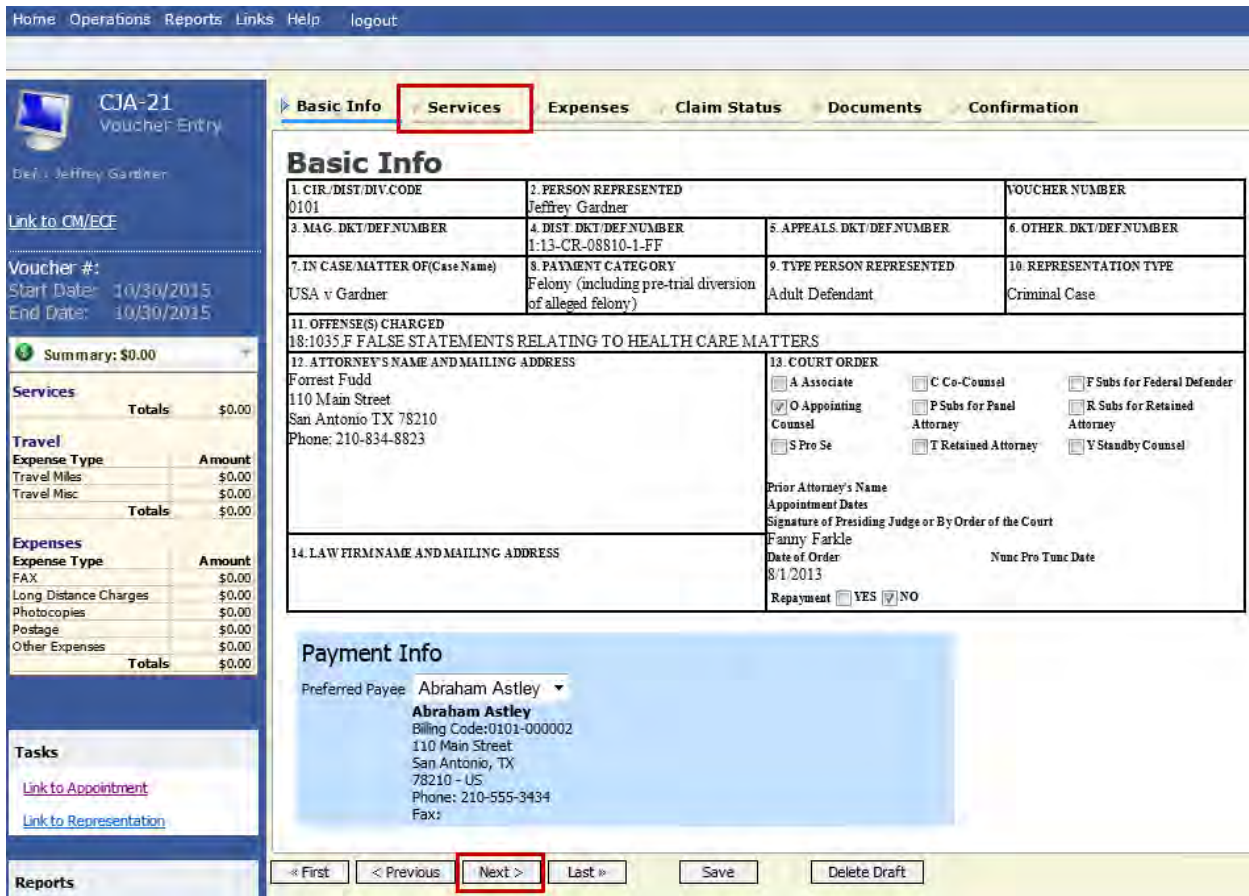 Home Operations Reports Links Help logout
CJA-21
Voucher Entry
Def.: Jeffrey Gardner
Link to CM/ECF
Voucher #:
Start Date: 10/30/2015
End Date: 10/30/2015
Summary: $0.00
Services
Totals $0.00
Travel
Expense Type Amount
Travel Miles $0.00
Travel Misc $0.00
Totals $0.00
Expenses
Expense Type Amount
FAX $0.00
Long Distance Charges $0.00
Photocopies $0.00
Postage $0.00
Other Expenses $0.00
Totals $0.00
Tasks
Link to Appointment
Link to Representation
Reports
Basic Info Services Expenses Claim Status Documents Confirmation
Basic Info
1. CIR./DIST/DIV.CODE
0101
2. PERSON REPRESENTED
Jeffrey Gardner
VOUCHER NUMBER
3. MAG. DKT/DEF.NUMBER
4. DIST. DKT/DEF.NUMBER
1:13-CR-08810-1-FF
5. APPEALS. DKT/DEF.NUMBER
6. OTHER. DKT/DEF.NUMBER
7. IN CASE/MATTER OF(Case Name)
USA v Gardner
8. PAYMENT CATEGORY
Felony (including pre-trial diversion
of alleged felony)
9. TYPE PERSON REPRESENTED
Adult Defendant
10. REPRESENTATION TYPE
Criminal Case
11. OFFENSE(S) CHARGED
18:1035.F FALSE STATEMENTS RELATING TO HEALTH CARE MATTERS
12. ATTORNEY'S NAME AND MAILING ADDRESS
Forrest Fudd
110 Main Street
San Antonio TX 78210
Phone: 210-834-8823
13. COURT ORDER
A Associate C Co-Counsel F Subs for Federal Defender
O Appointing P Subs for Panel R Subs for Retained
Counsel Attorney Attorney
S Pro Se T Retained Attorney Y Standby Counsel
Prior Attorney's Name
Appointment Dates
Signature of Presiding Judge or By Order of the Court
Fanny Farkle
Date of Order Nunc Pro Tunc Date
8/1/2013
Repayment YES NO
14. LAW FIRM NAME AND MAILING ADDRESS
Payment Info
Preferred Payee Abraham Astley
Abraham Astley
Billing Code:0101-000002
110 Main Street
San Antonio, TX
78210 - US
Phone: 210-555-3434
Fax:
« First < Previous Next > Last » Save Delete Draft